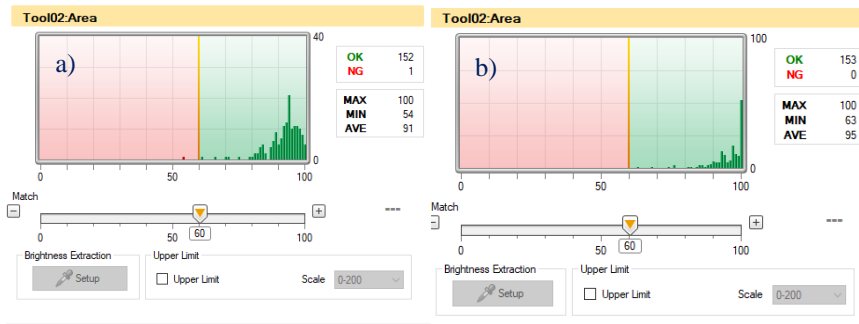 Tool02:Area
a)
40
0
0 50 100
OK 152
NG 1
MAX 100
MIN 54
AVE 91
Match
- + ---
0 50 60 100
Brightness Extraction
Setup
Upper Limit
Upper Limit
Scale 0-200
Tool02:Area
b)
100
0
0 50 100
OK 153
NG 0
MAX 100
MIN 63
AVE 95
Match
- + ---
0 50 60 100
Brightness Extraction
Setup
Upper Limit
Upper Limit
Scale 0-200